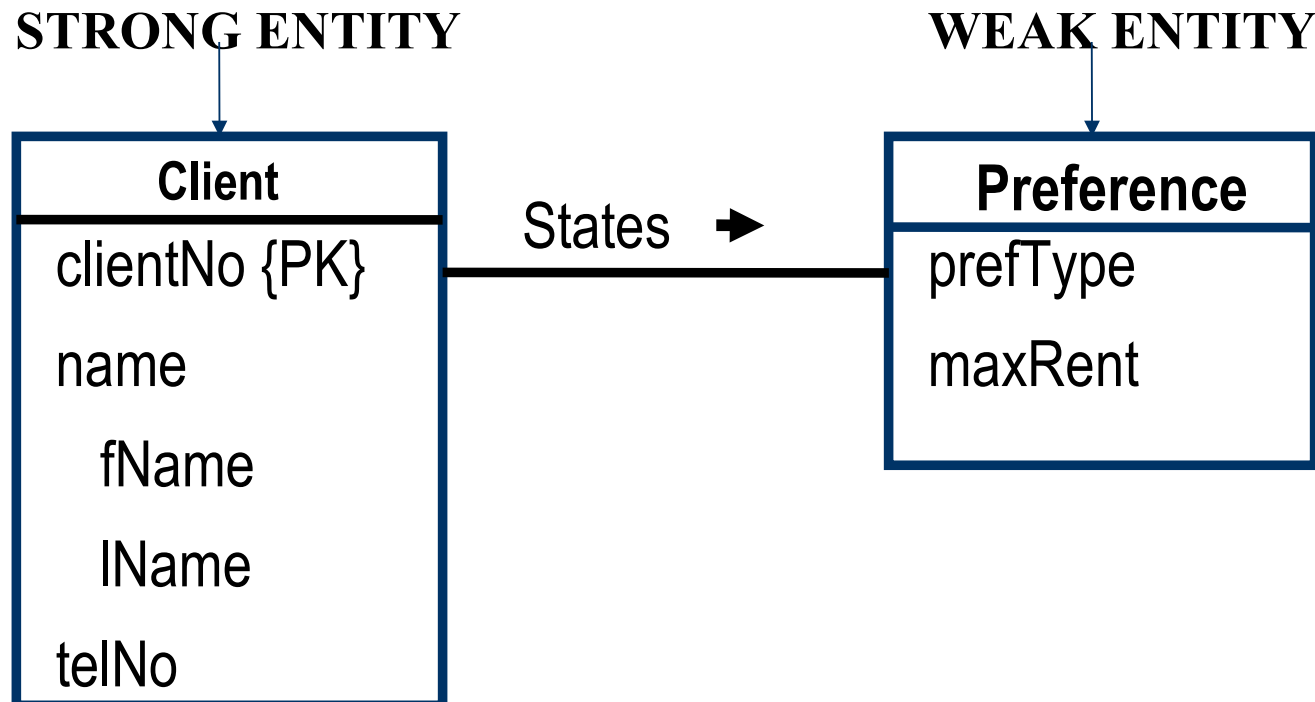 STRONG ENTITY
WEAK ENTITY
Client
clientNo {PK}
name
fName
lName
telNo
States
Preference
prefType
maxRent